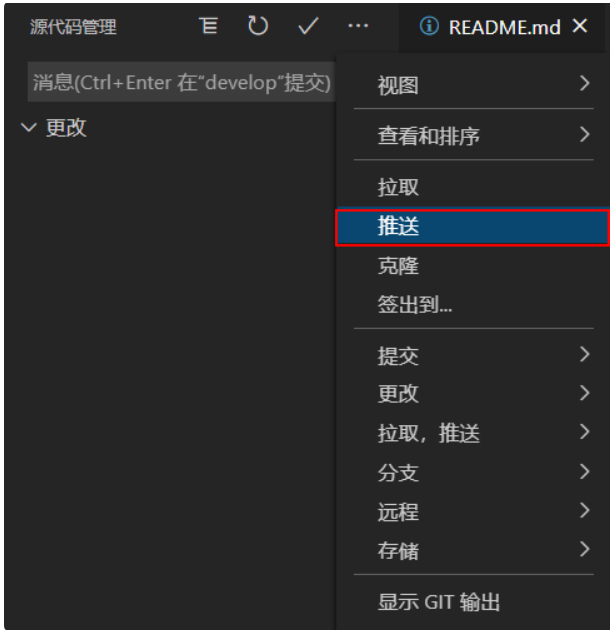 源代码管理
README.md
消息(Ctrl+Enter 在“develop”提交)
更改
视图
查看和排序
拉取
推送
克隆
签出到...
提交
更改
拉取，推送
分支
远程
存储
显示 GIT 输出